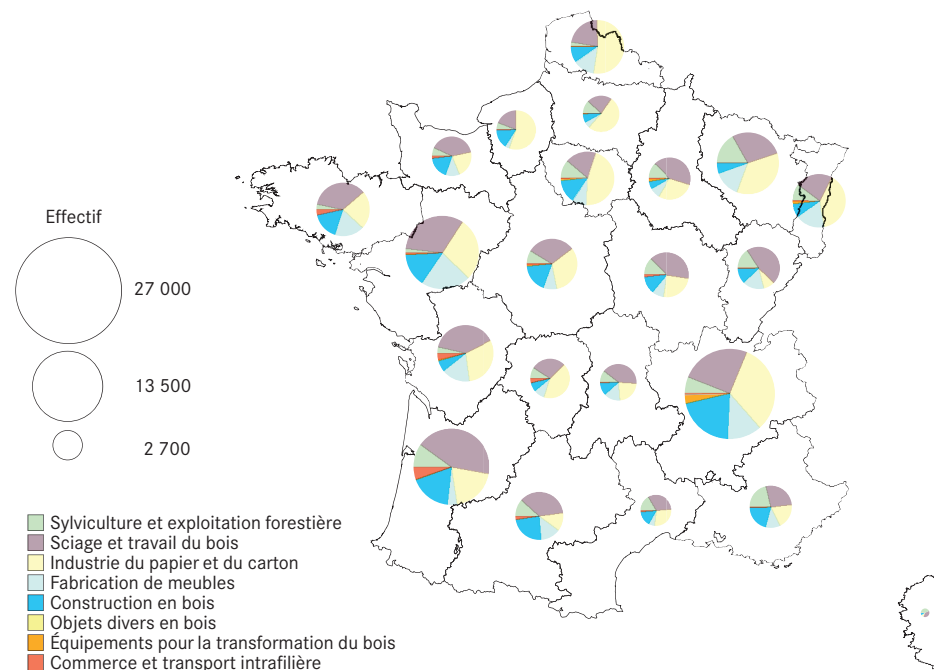 Effectif
27 000
13 500
2 700
Sylviculture et exploitation forestière
Sciage et travail du bois
Industrie du papier et du carton
Fabrication de meubles
Construction en bois
Objets divers en bois
Équipements pour la transformation du bois
Commerce et transport intrafilière